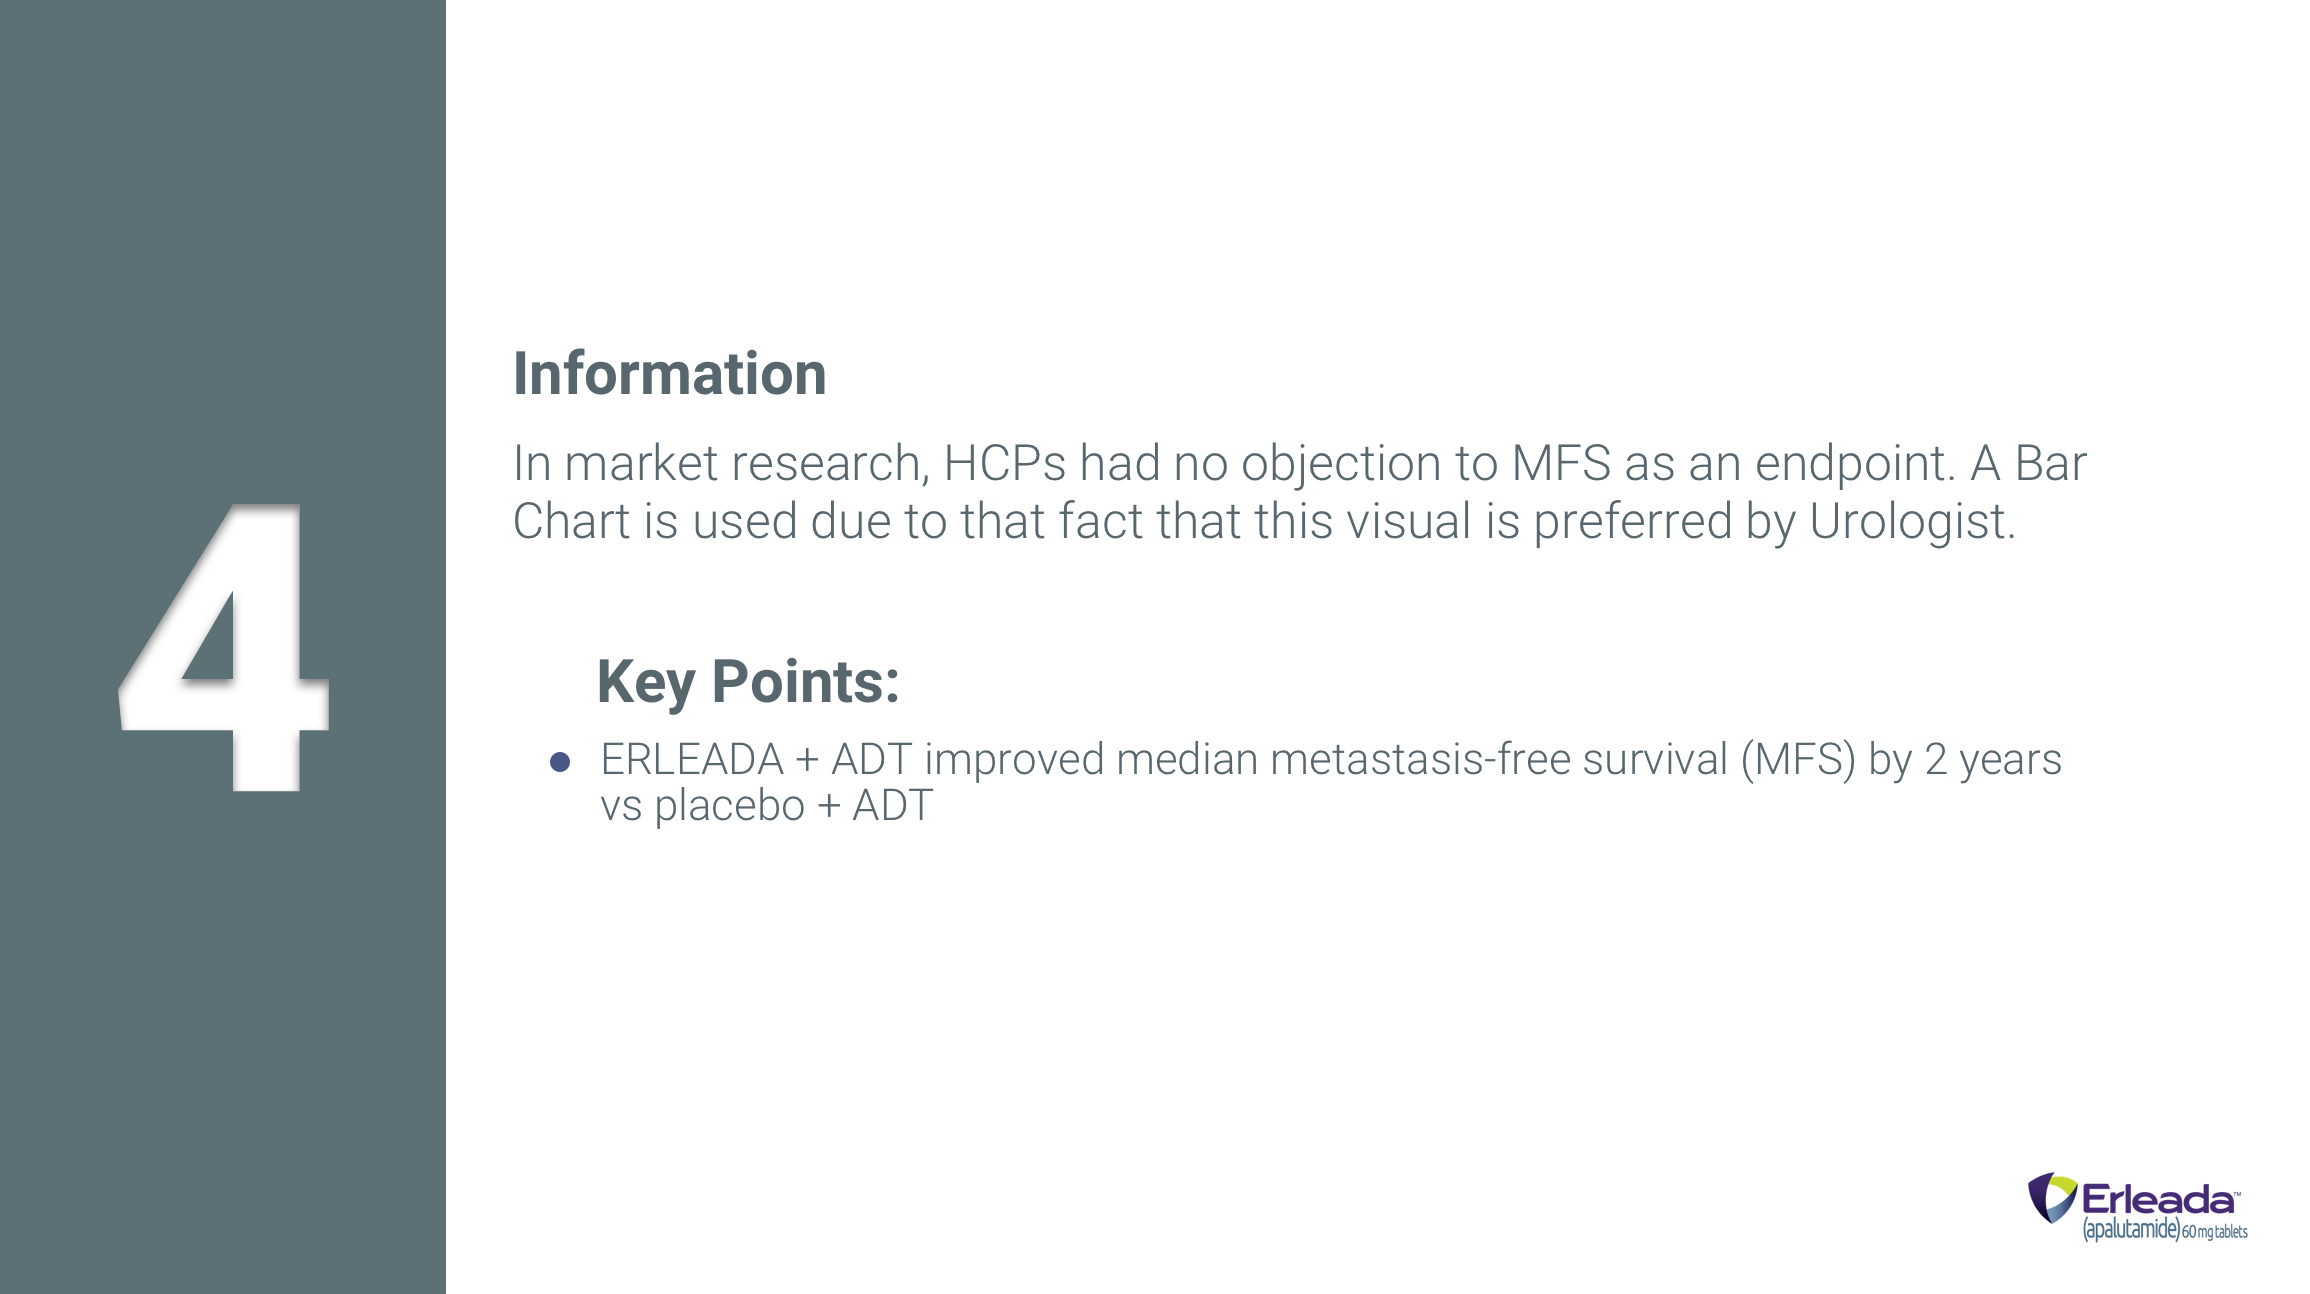 4
Information
In market research, HCPs had no objection to MFS as an endpoint. A Bar
Chart is used due to that fact that this visual is preferred by Urologist.
Key Points:
● ERLEADA + ADT improved median metastasis-free survival (MFS) by 2 years
vs placebo + ADT
Erleada™
(apalutamide) 60 mg tablets